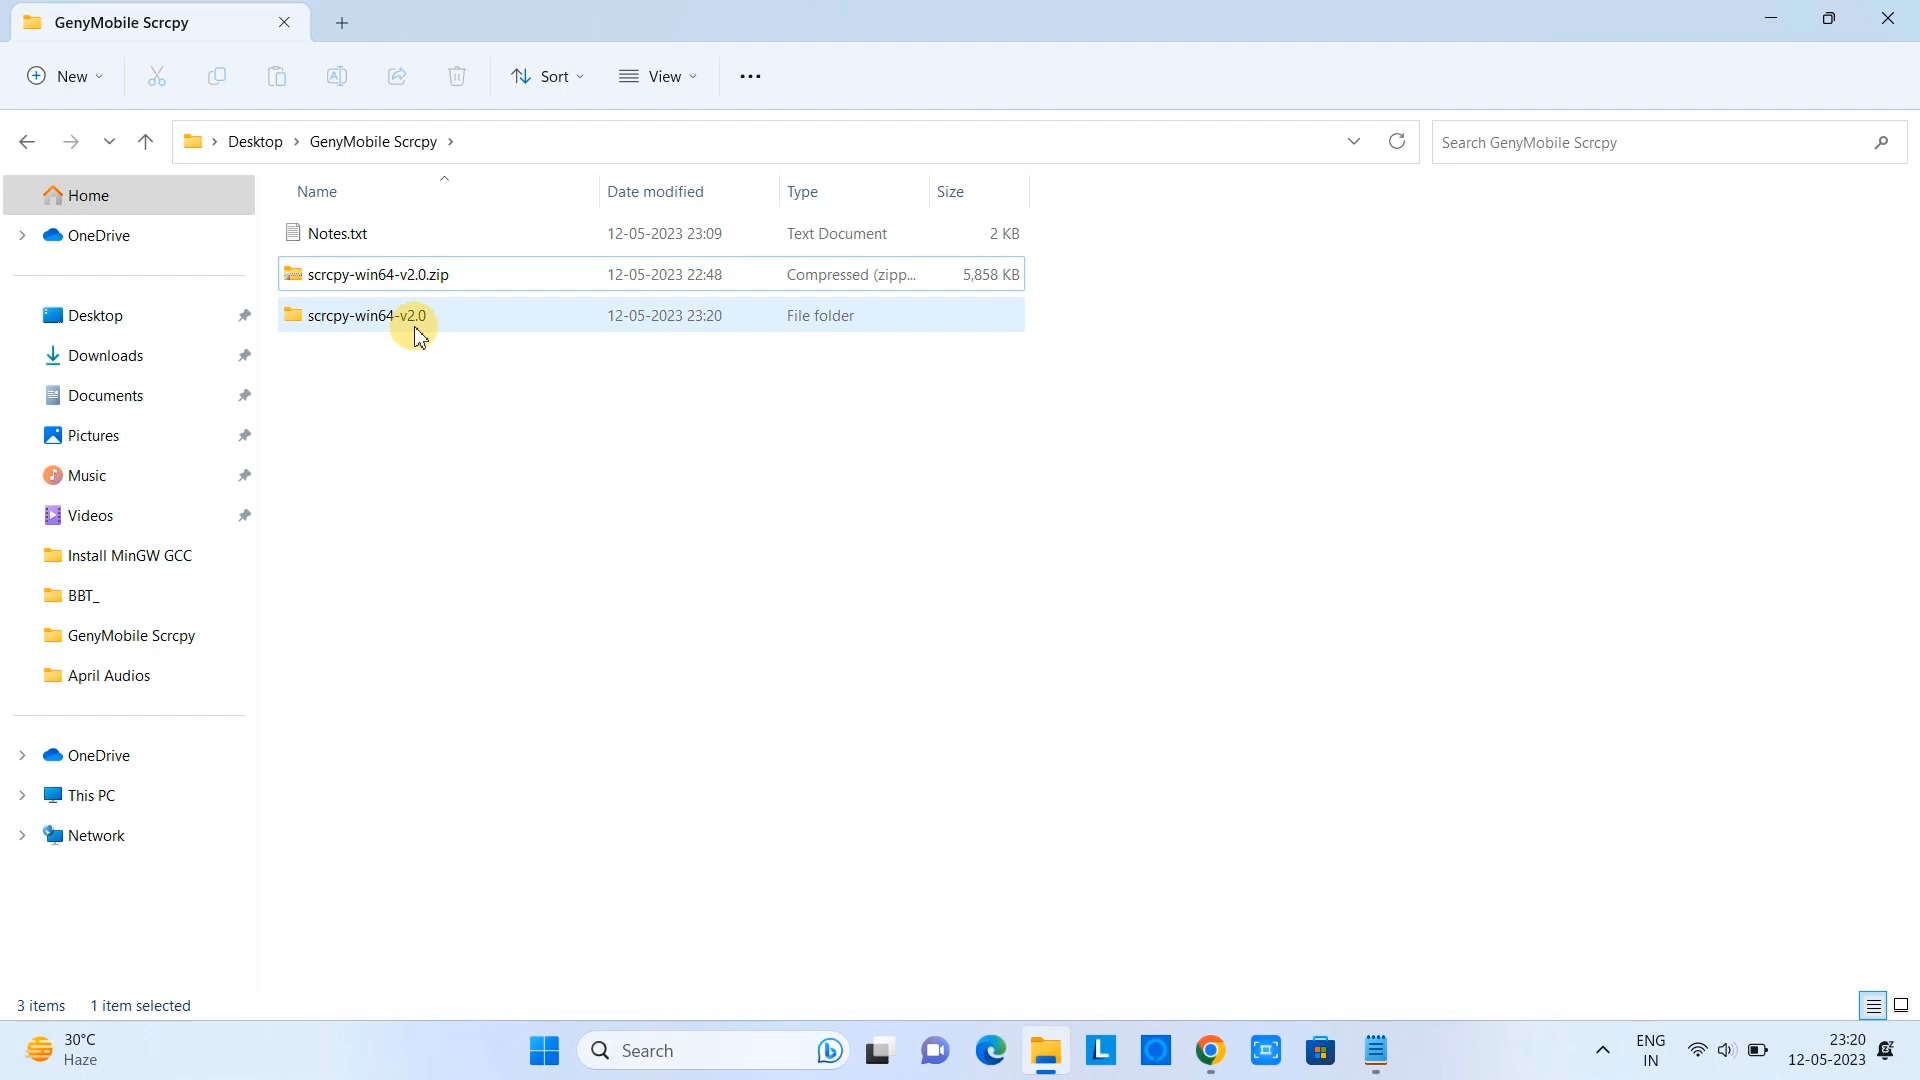 GenyMobile Scrcpy
New
Sort
View
Desktop
GenyMobile Scrcpy
Search GenyMobile Scrcpy
Name
Date modified
Type
Size
Notes.txt
12-05-2023 23:09
Text Document
2 KB
scrcpy-win64-v2.0.zip
12-05-2023 22:48
Compressed (zipp...
5,858 KB
scrcpy-win64-v2.0
12-05-2023 23:20
File folder
Home
OneDrive
Desktop
Downloads
Documents
Pictures
Music
Videos
Install MinGW GCC
BBT_
GenyMobile Scrcpy
April Audios
OneDrive
This PC
Network
3 items
1 item selected
30°C
Haze
Search
ENG
IN
23:20
12-05-2023